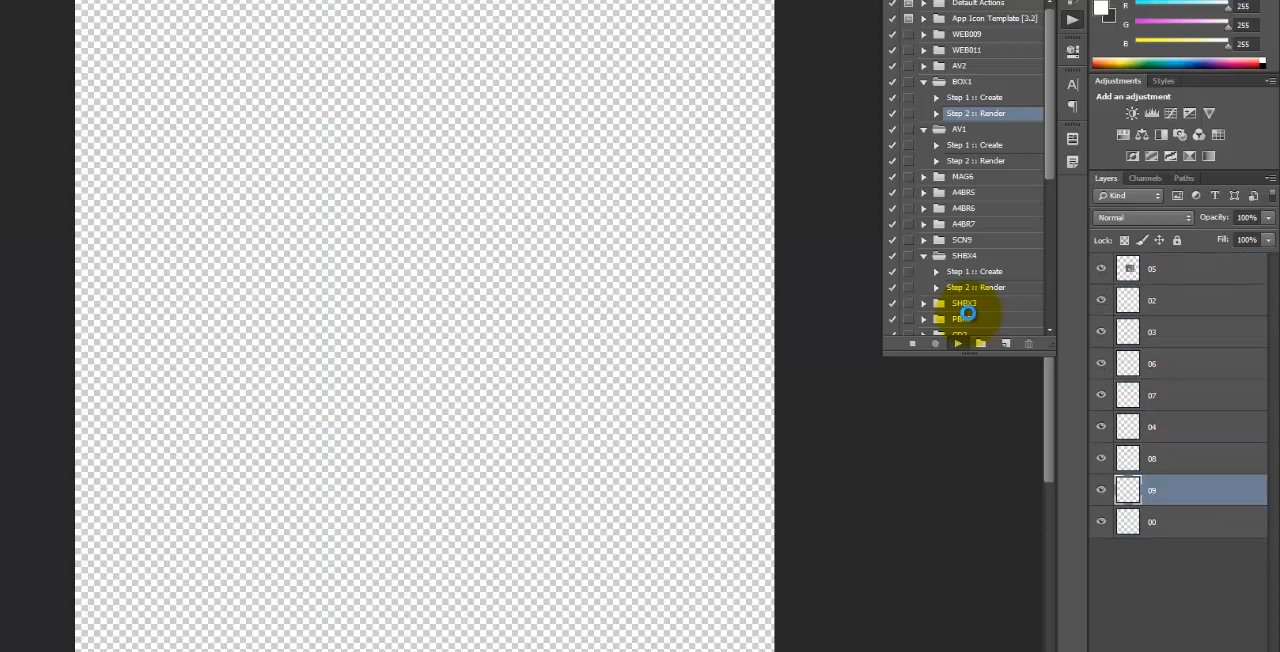 Default Actions
App Icon Template [3.2]
WEB009
WEB011
AV2
BOX1
Step 1 :: Create
Step 2 :: Render
AV1
Step 1 :: Create
Step 2 :: Render
MAG6
A4BR5
A4BR6
A4BR7
SCN9
SHBX4
Step 1 :: Create
Step 2 :: Render
SHBX3
R 255
G 255
B 255
Adjustments Styles
Add an adjustment
Layers Channels Paths
Kind
Normal Opacity: 100%
Lock: Fill: 100%
05
02
03
06
07
04
08
09
00